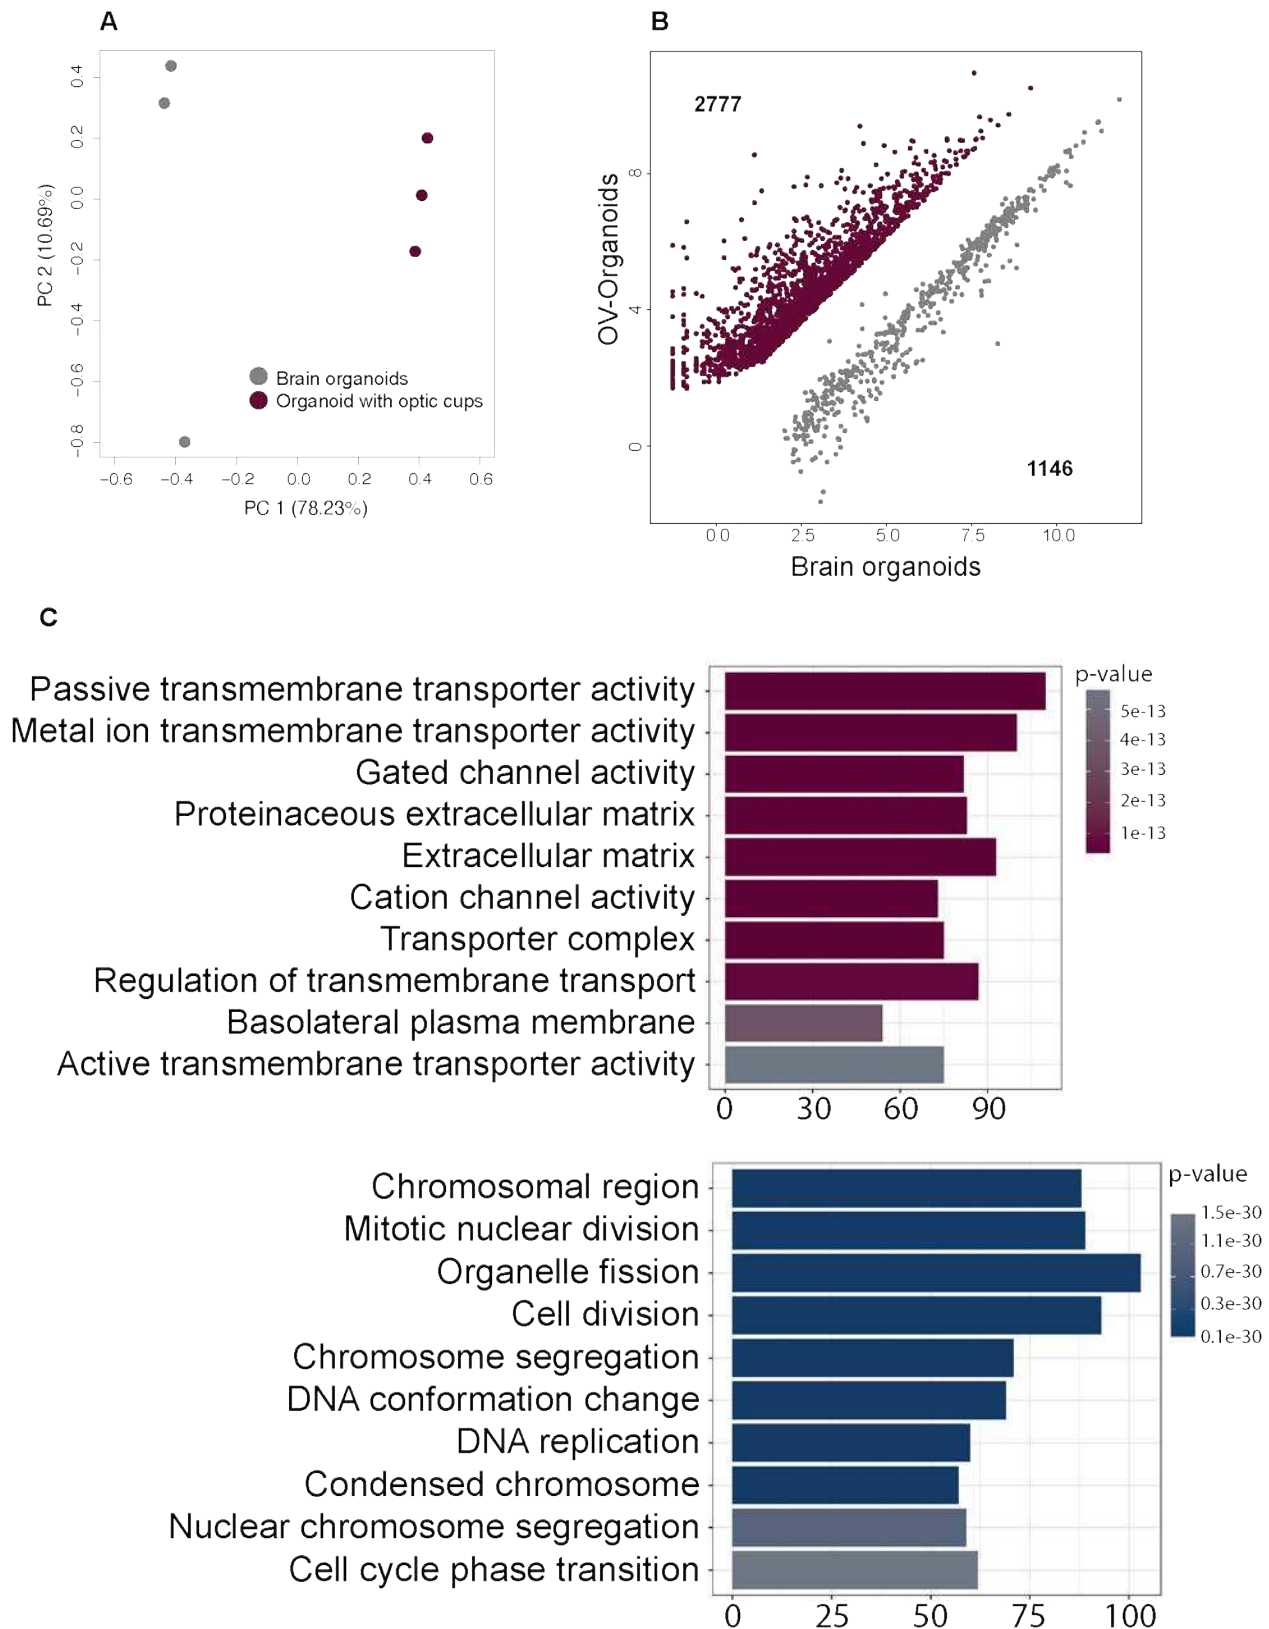 A
0.4
0.2
0.0
−0.2
−0.4
−0.6
−0.8
PC 2 (10.69%)
Brain organoids
Organoid with optic cups
−0.6 −0.4 −0.2 0.0 0.2 0.4 0.6
PC 1 (78.23%)
B
2777
8
4
0
OV-Organoids
1146
0.0 2.5 5.0 7.5 10.0
Brain organoids
C
Passive transmembrane transporter activity
Metal ion transmembrane transporter activity
Gated channel activity
Proteinaceous extracellular matrix
Extracellular matrix
Cation channel activity
Transporter complex
Regulation of transmembrane transport
Basolateral plasma membrane
Active transmembrane transporter activity
0 30 60 90
p-value
5e-13
4e-13
3e-13
2e-13
1e-13
Chromosomal region
Mitotic nuclear division
Organelle fission
Cell division
Chromosome segregation
DNA conformation change
DNA replication
Condensed chromosome
Nuclear chromosome segregation
Cell cycle phase transition
0 25 50 75 100
p-value
1.5e-30
1.1e-30
0.7e-30
0.3e-30
0.1e-30